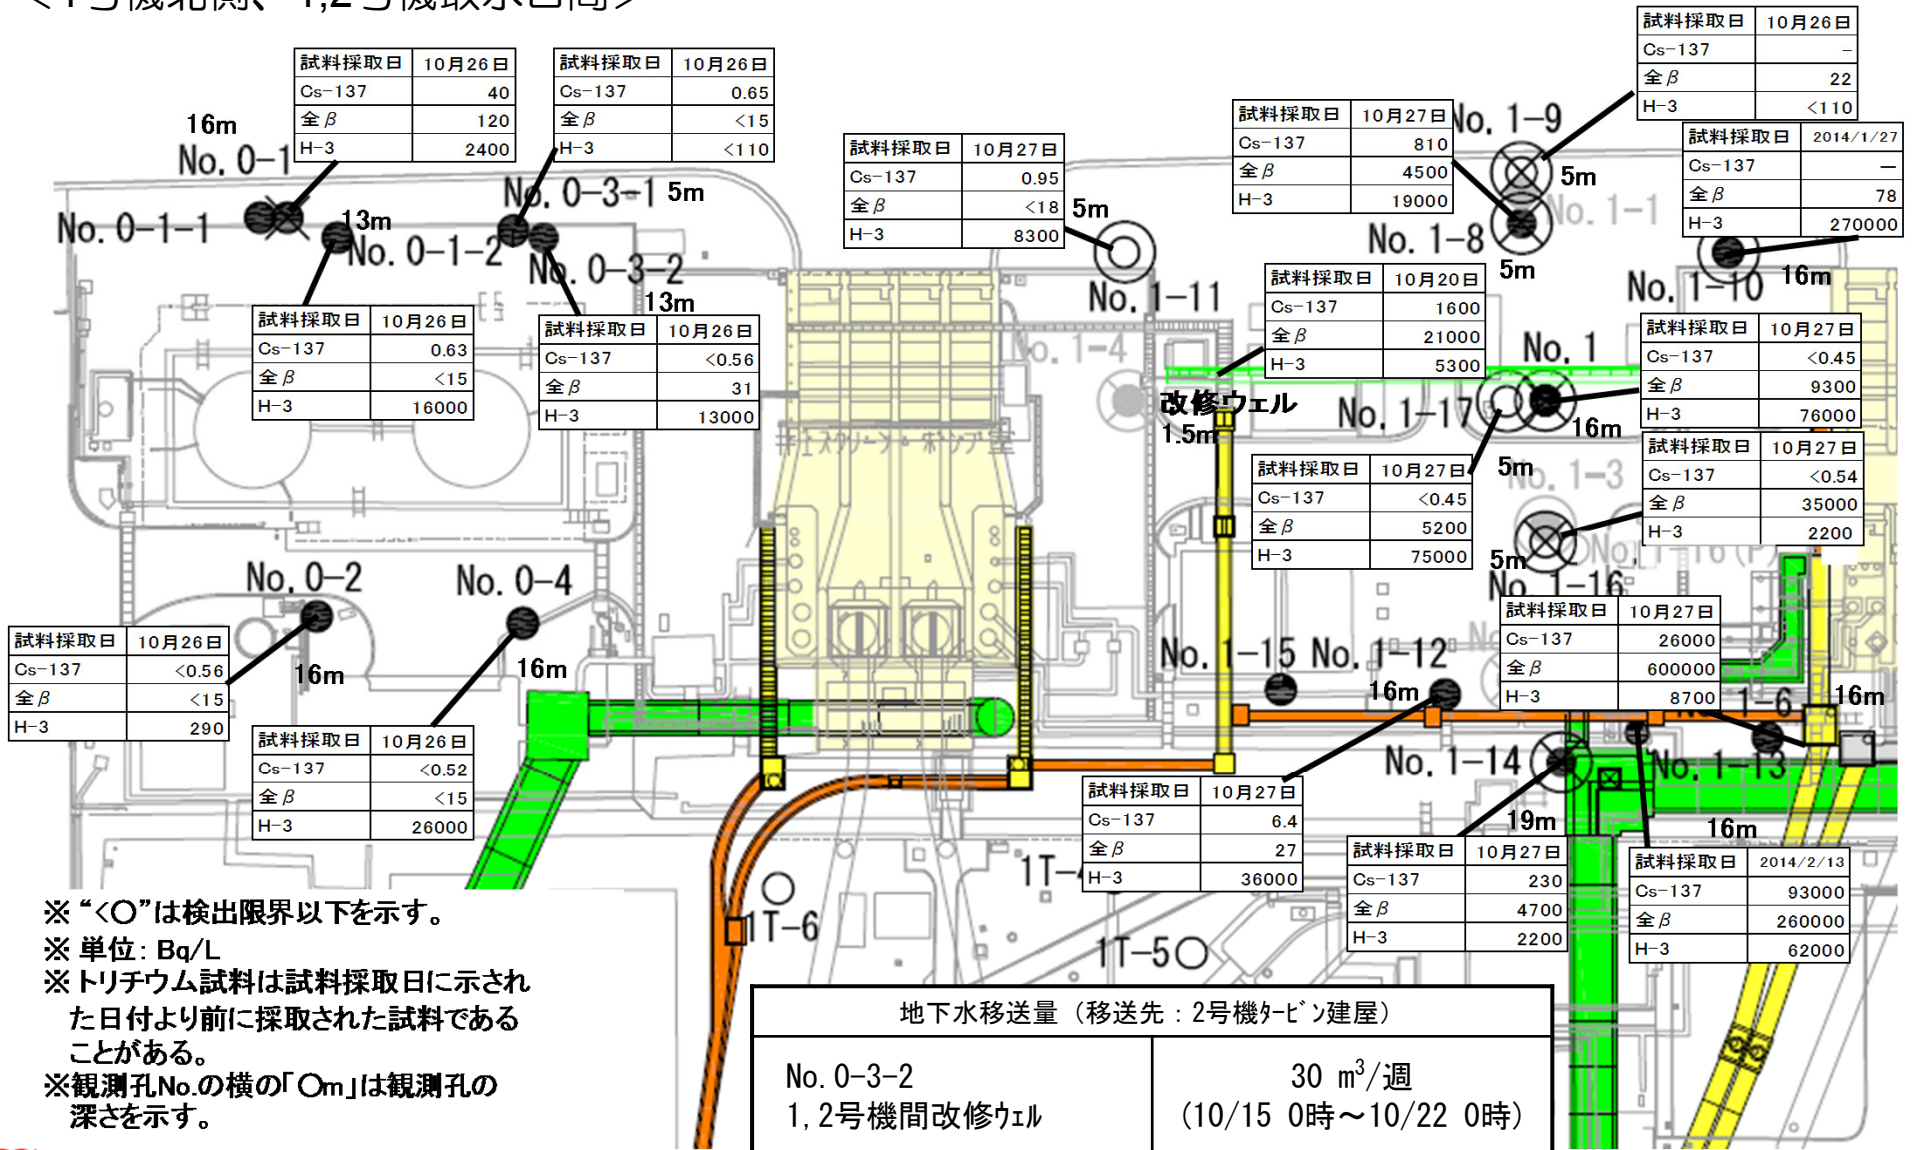 ＜1号機北側、1,2号機取水口間＞
試料採取日 10月26日
Cs-137 40
全β 120
H-3 2400
試料採取日 10月26日
Cs-137 0.65
全β <15
H-3 <110
試料採取日 10月27日
Cs-137 0.95
全β <18
H-3 8300
試料採取日 10月27日
Cs-137 810
全β 4500
H-3 19000
試料採取日 10月26日
Cs-137 -
全β 22
H-3 <110
試料採取日 2014/1/27
Cs-137 —
全β 78
H-3 270000
16m
No. 0-1
No. 0-1-1
13m
No. 0-1-2
No. 0-3-1 5m
No. 0-3-2
13m
5m
No. 1-11
No. 1-9
5m
No. 1-1
No. 1-8
5m
No. 1-10
16m
試料採取日 10月26日
Cs-137 0.63
全β <15
H-3 16000
試料採取日 10月26日
Cs-137 <0.56
全β 31
H-3 13000
試料採取日 10月20日
Cs-137 1600
全β 21000
H-3 5300
試料採取日 10月27日
Cs-137 <0.45
全β 9300
H-3 76000
No. 1-4
改修ウェル
1.5m
No. 1
No. 1-17
16m
5m
No. 1-3
試料採取日 10月27日
Cs-137 <0.45
全β 5200
H-3 75000
試料採取日 10月27日
Cs-137 <0.54
全β 35000
H-3 2200
5m
No. 1-16(P)
No. 1-16
No. 0-2
16m
No. 0-4
16m
試料採取日 10月26日
Cs-137 <0.56
全β <15
H-3 290
試料採取日 10月26日
Cs-137 <0.52
全β <15
H-3 26000
試料採取日 10月27日
Cs-137 26000
全β 600000
H-3 8700
No. 1-15 No. 1-12
16m
1-6
16m
No. 1-14
19m
No. 1-13
16m
試料採取日 10月27日
Cs-137 6.4
全β 27
H-3 36000
試料採取日 10月27日
Cs-137 230
全β 4700
H-3 2200
試料採取日 2014/2/13
Cs-137 93000
全β 260000
H-3 62000
1T-6
1T-5
※ “<○”は検出限界以下を示す。
※ 単位: Bq/L
※ トリチウム試料は試料採取日に示され
た日付より前に採取された試料である
ことがある。
※観測孔No.の横の「○m」は観測孔の
深さを示す。
地下水移送量（移送先：2号機ﾀｰﾋﾞﾝ建屋）
No. 0-3-2
1,2号機間改修ｳｪﾙ
30 m³/週
(10/15 0時～10/22 0時)